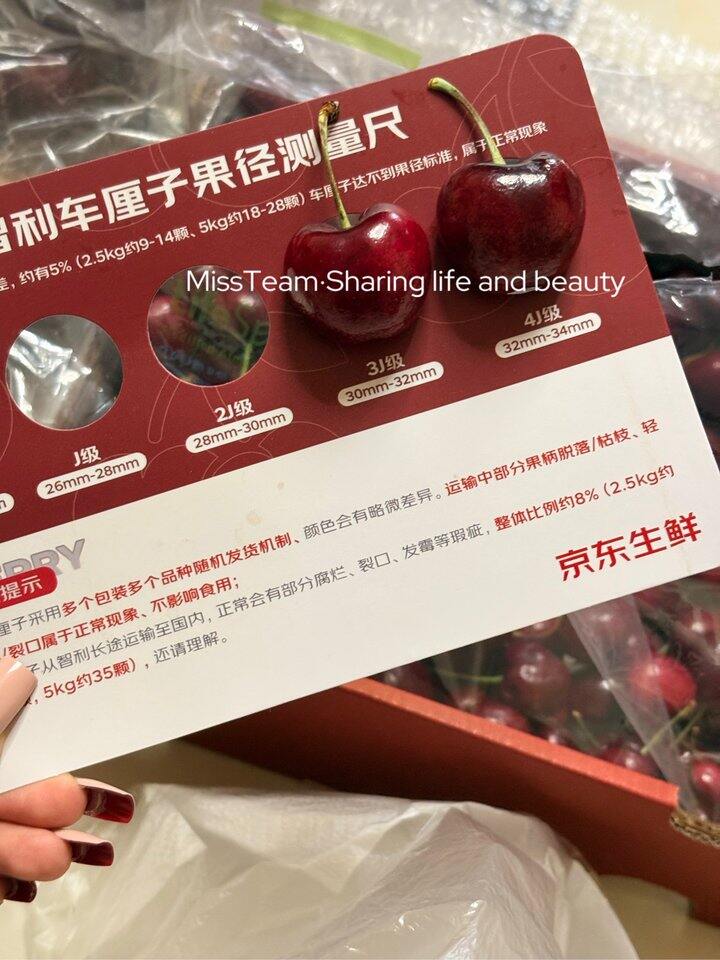 智利车厘子果径测量尺
差, 约有5% (2.5kg约9-14颗、5kg约18-28颗) 车厘子达不到果径标准, 属于正常现象
MissTeam·Sharing life and beauty
J级
26mm-28mm
2J级
28mm-30mm
3J级
30mm-32mm
4J级
32mm-34mm
提示
厘子采用多个包装多个品种随机发货机制、颜色会有略微差异。运输中部分果柄脱落/枯枝、轻
/裂口属于正常现象、不影响食用;
子从智利长途运输至国内, 正常会有部分腐烂、裂口、发霉等瑕疵, 整体比例约8% (2.5kg约
, 5kg约35颗) , 还请理解。
京东生鲜